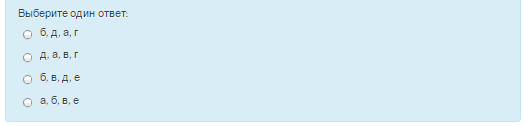 Выберите один ответ:
б, д, а, г
д, а, в, г
б, в, д, е
а, б, в, е